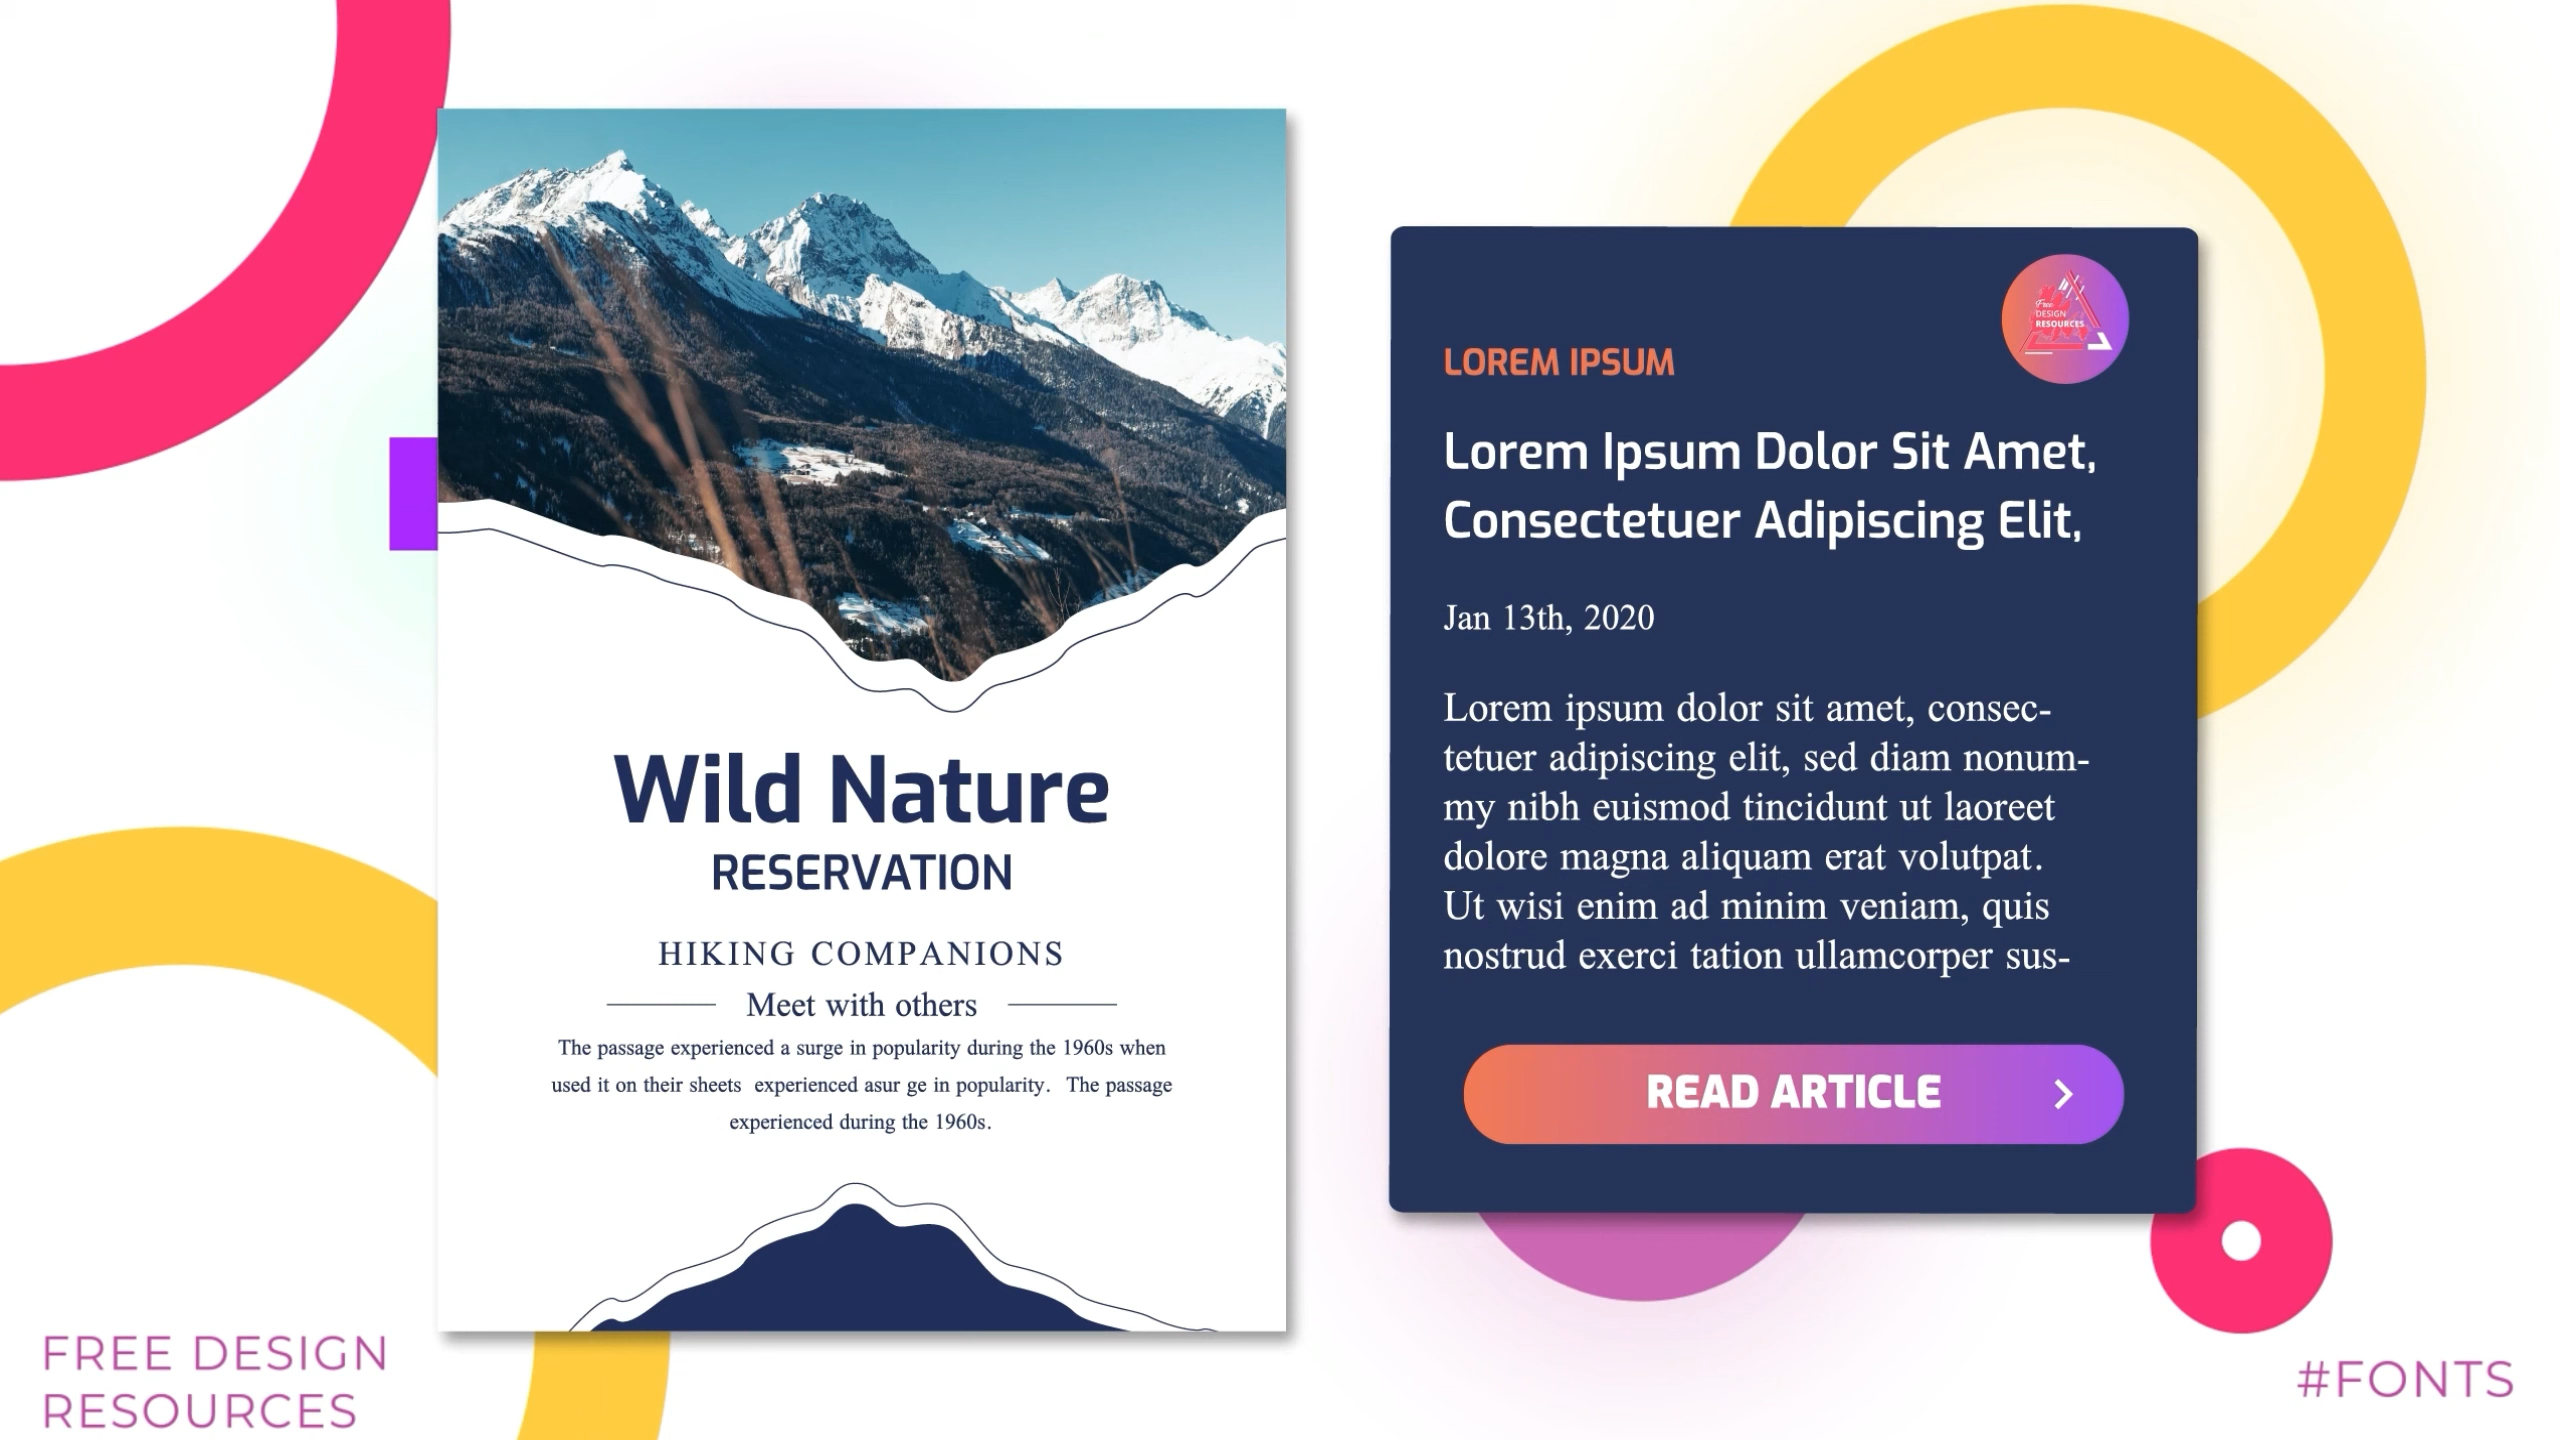 Wild Nature
RESERVATION
HIKING COMPANIONS
Meet with others
The passage experienced a surge in popularity during the 1960s when
used it on their sheets  experienced asur ge in popularity.  The passage
experienced during the 1960s.
Free
DESIGN
RESOURCES
LOREM IPSUM
Lorem Ipsum Dolor Sit Amet,
Consectetuer Adipiscing Elit,
Jan 13th, 2020
Lorem ipsum dolor sit amet, consec-
tetuer adipiscing elit, sed diam nonum-
my nibh euismod tincidunt ut laoreet
dolore magna aliquam erat volutpat.
Ut wisi enim ad minim veniam, quis
nostrud exerci tation ullamcorper sus-
READ ARTICLE
FREE DESIGN
RESOURCES
#FONTS